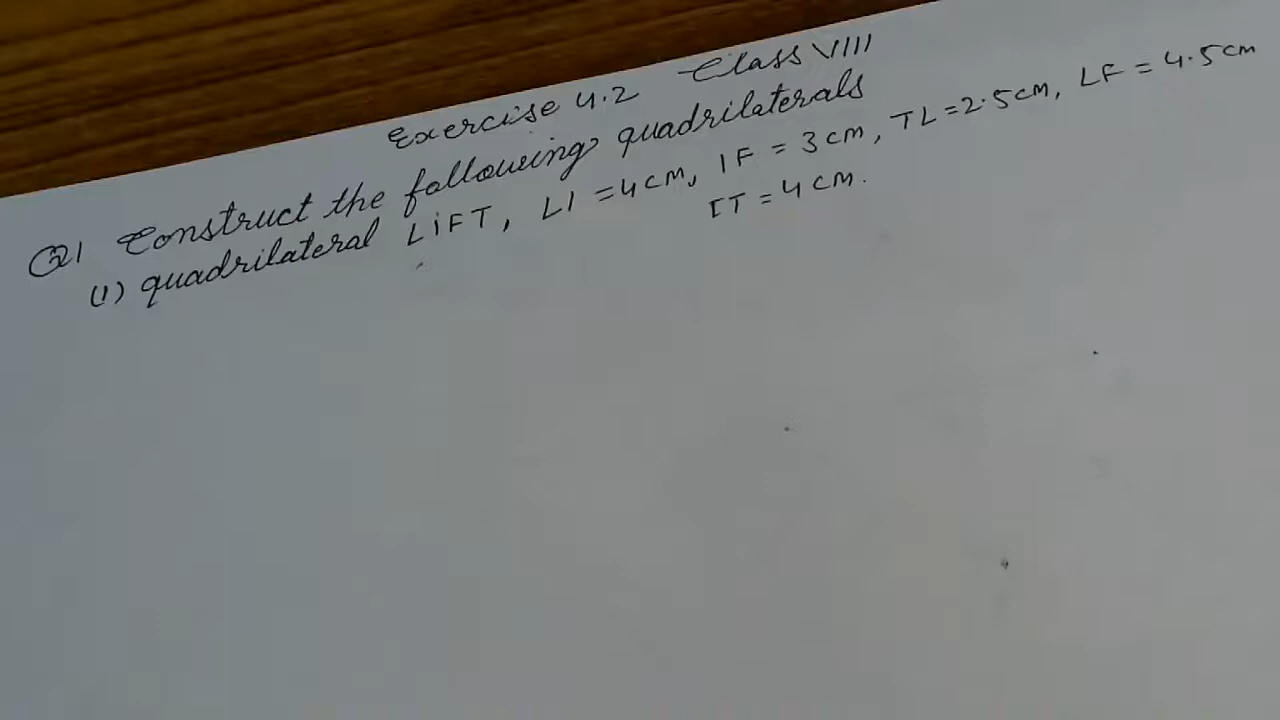 Exercise 4.2 Class VIII
Q1 Construct the following quadrilaterals
(1) quadrilateral LiFT, LI = 4cm, IF = 3cm, TL = 2.5cm, LF = 4.5cm
IT = 4cm.